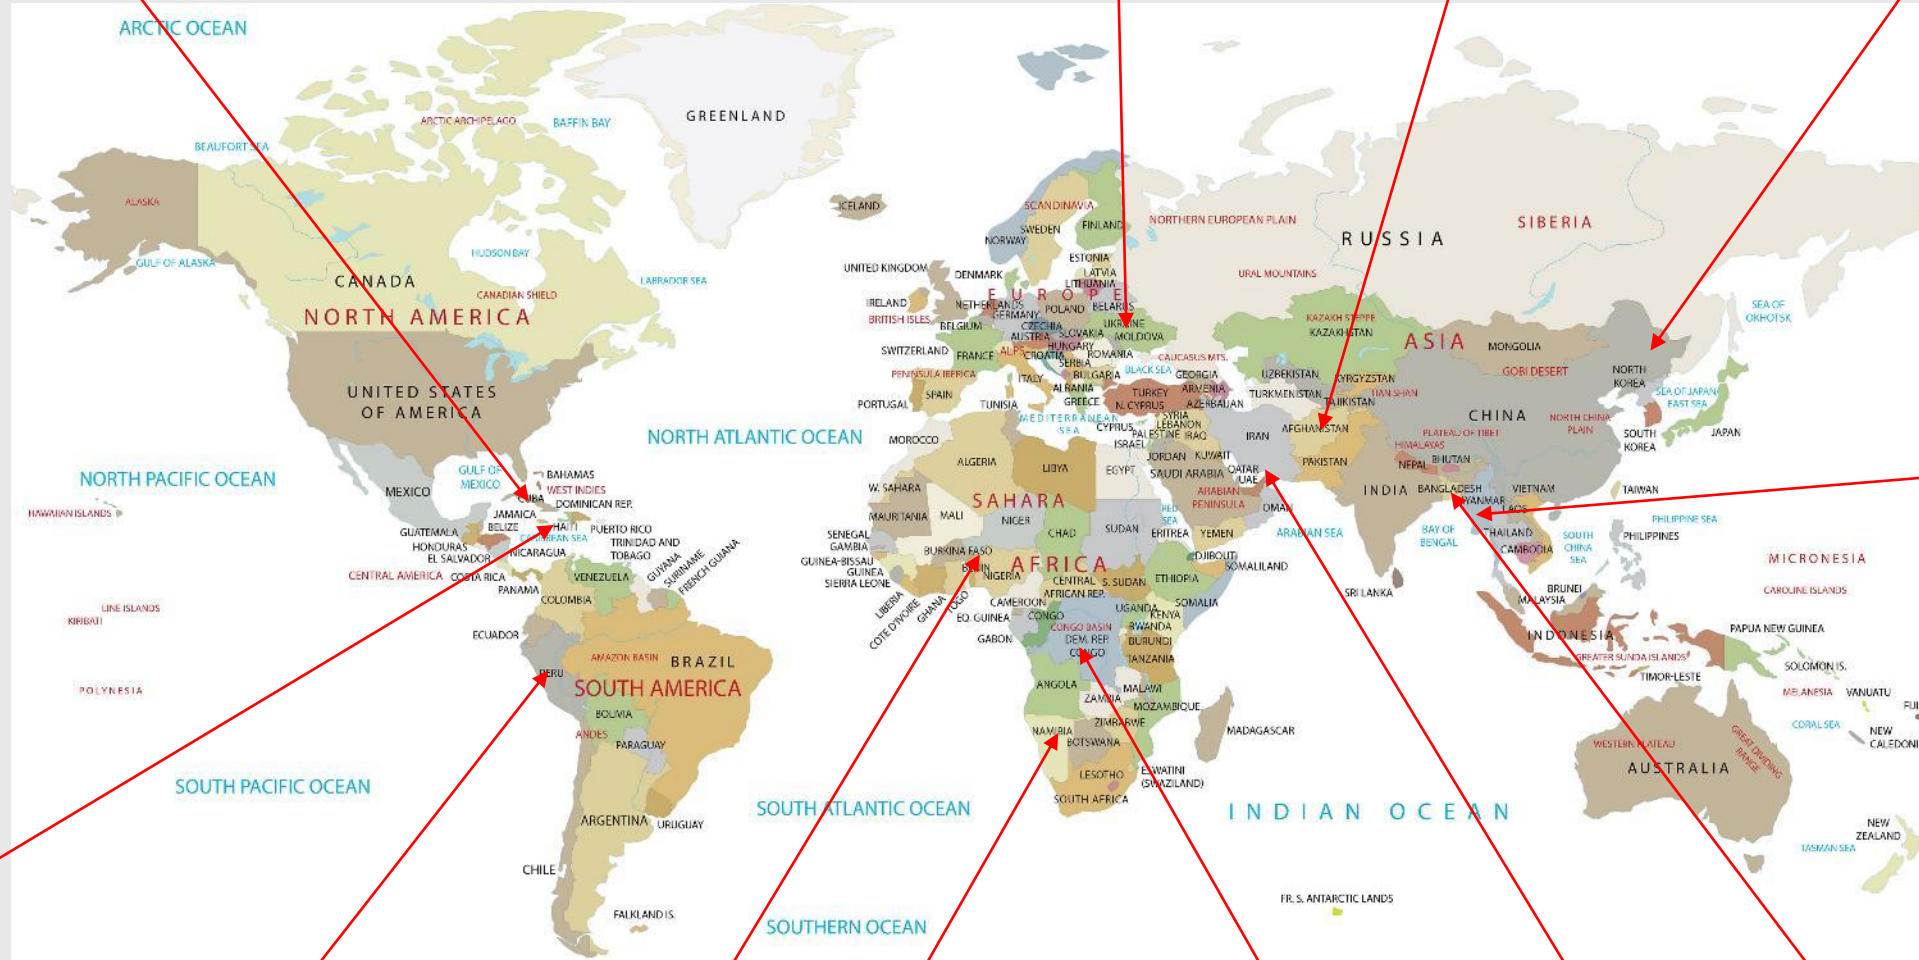 ARCTIC OCEAN
GREENLAND
ARCTIC ARCHIPELAGO
BAFFIN BAY
BEAUFORT SEA
ALASKA
ICELAND
SCANDINAVIA
NORTHERN EUROPEAN PLAIN
SIBERIA
SWEDEN
FINLAND
NORWAY
RUSSIA
HUDSON BAY
GULF OF ALASKA
ESTONIA
UNITED KINGDOM
DENMARK
LATVIA
URAL MOUNTAINS
CANADA
LABRADOR SEA
LITHUANIA
CANADIAN SHIELD
EUROPE
IRELAND
NETHERLANDS
POLAND
BELARUS
SEA OF
OKHOTSK
NORTH AMERICA
BRITISH ISLES
GERMANY
KAZAKH STEPPE
BELGIUM
CZECHIA
UKRAINE
KAZAKHSTAN
ASIA
AUSTRIA
SLOVAKIA
MOLDOVA
MONGOLIA
SWITZERLAND
FRANCE
ALPS
HUNGARY
CROATIA
ROMANIA
CAUCASUS MTS.
SERBIA
BLACK SEA
GEORGIA
UZBEKISTAN
KYRGYZSTAN
GOBI DESERT
NORTH
KOREA
PENINSULA IBERICA
ITALY
BULGARIA
ALBANIA
TURKEY
ARMENIA
TURKMENISTAN
TAJIKISTAN
TIAN SHAN
SEA OF JAPAN/
EAST SEA
UNITED STATES
OF AMERICA
SPAIN
PORTUGAL
TUNISIA
GREECE
N. CYPRUS
AZERBAIJAN
CHINA
NORTH CHINA
PLAIN
MEDITERRANEAN
SEA
SYRIA
LEBANON
CYPRUS
PALESTINE
IRAQ
ISRAEL
IRAN
AFGHANISTAN
PLATEAU OF TIBET
SOUTH
KOREA
JAPAN
NORTH ATLANTIC OCEAN
MOROCCO
HIMALAYAS
JORDAN
KUWAIT
ALGERIA
LIBYA
EGYPT
SAUDI ARABIA
QATAR
UAE
PAKISTAN
NEPAL
BHUTAN
NORTH PACIFIC OCEAN
GULF OF
MEXICO
BAHAMAS
WEST INDIES
MEXICO
CUBA
DOMINICAN REP.
W. SAHARA
SAHARA
ARABIAN
PENINSULA
INDIA
BANGLADESH
VIETNAM
TAIWAN
MYANMAR
LAOS
HAWAIIAN ISLANDS
JAMAICA
HAITI
PUERTO RICO
MAURITANIA
MALI
NIGER
RED
SEA
OMAN
GUATEMALA
BELIZE
CARIBBEAN SEA
TRINIDAD AND
TOBAGO
SENEGAL
GAMBIA
CHAD
SUDAN
ERITREA
YEMEN
ARABIAN SEA
BAY OF
BENGAL
THAILAND
SOUTH
CHINA
SEA
PHILIPPINES
PHILIPPINE SEA
HONDURAS
EL SALVADOR
NICARAGUA
GUYANA
SURINAME
FRENCH GUIANA
GUINEA-BISSAU
GUINEA
SIERRA LEONE
BURKINA FASO
BENIN
NIGERIA
AFRICA
DJIBOUTI
SOMALILAND
CAMBODIA
MICRONESIA
CENTRAL AMERICA
COSTA RICA
PANAMA
VENEZUELA
COLOMBIA
LIBERIA
COTE D'IVOIRE
GHANA
TOGO
CAMEROON
CENTRAL
AFRICAN REP.
S. SUDAN
ETHIOPIA
SRI LANKA
BRUNEI
MALAYSIA
CAROLINE ISLANDS
LINE ISLANDS
KIRIBATI
ECUADOR
EQ. GUINEA
GABON
CONGO
CONGO BASIN
DEM. REP.
CONGO
UGANDA
KENYA
RWANDA
BURUNDI
SOMALIA
TANZANIA
INDONESIA
PAPUA NEW GUINEA
AMAZON BASIN
BRAZIL
GREATER SUNDA ISLANDS
SOLOMON IS.
PERU
SOUTH AMERICA
POLYNESIA
ANGOLA
ZAMBIA
MALAWI
MOZAMBIQUE
TIMOR-LESTE
MELANESIA
VANUATU
BOLIVIA
ANDES
PARAGUAY
NAMIBIA
ZIMBABWE
BOTSWANA
MADAGASCAR
CORAL SEA
NEW
CALEDONI
WESTERN PLATEAU
GREAT DIVIDING
RANGE
AUSTRALIA
SOUTH PACIFIC OCEAN
LESOTHO
ESWATINI
(SWAZILAND)
SOUTH AFRICA
SOUTH ATLANTIC OCEAN
INDIAN OCEAN
ARGENTINA
URUGUAY
NEW
ZEALAND
TASMAN SEA
CHILE
FALKLAND IS.
FR. S. ANTARCTIC LANDS
SOUTHERN OCEAN